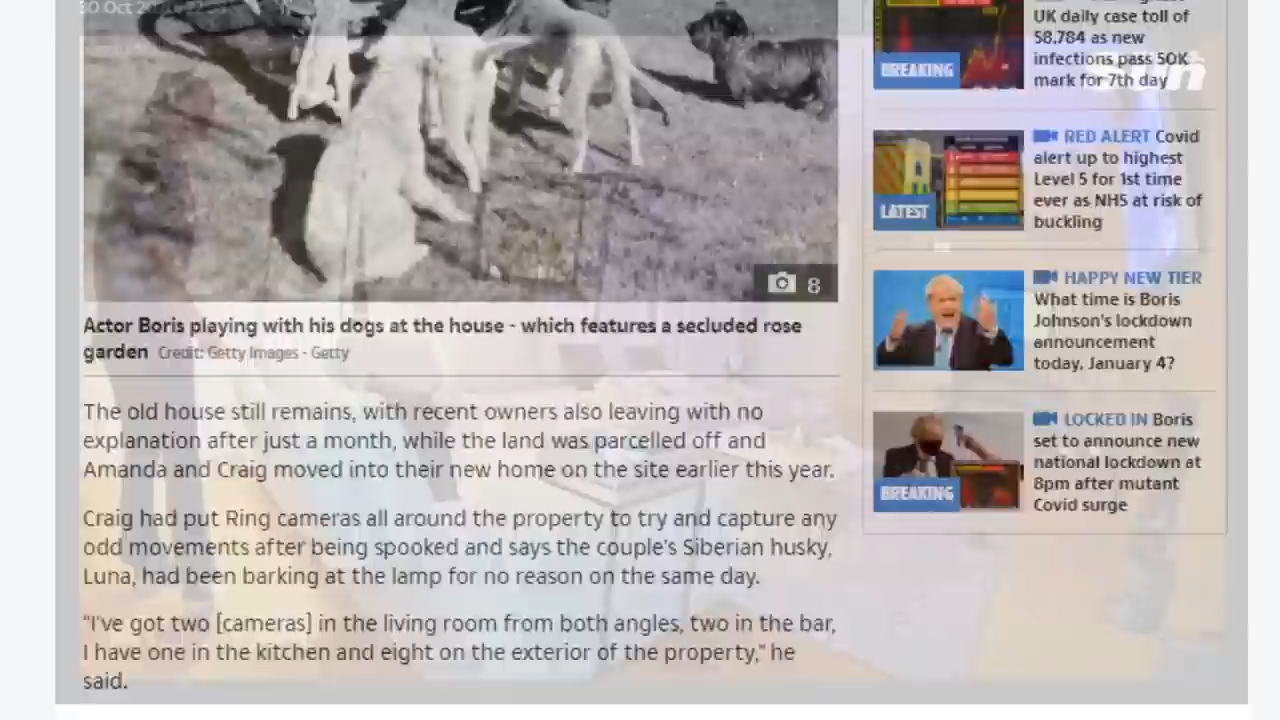 30 Oct
8
Actor Boris playing with his dogs at the house - which features a secluded rose
garden Credit: Getty Images - Getty
The old house still remains, with recent owners also leaving with no
explanation after just a month, while the land was parcelled off and
Amanda and Craig moved into their new home on the site earlier this year.
Craig had put Ring cameras all around the property to try and capture any
odd movements after being spooked and says the couple's Siberian husky,
Luna, had been barking at the lamp for no reason on the same day.
"I've got two [cameras] in the living room from both angles, two in the bar,
I have one in the kitchen and eight on the exterior of the property," he
said.
UK daily case toll of
58,784 as new
infections pass 50K
mark for 7th day
BREAKING
RED ALERT Covid
alert up to highest
Level 5 for 1st time
ever as NHS at risk of
buckling
LATEST
HAPPY NEW TIER
What time is Boris
Johnson's lockdown
announcement
today, January 4?
LOCKED IN Boris
set to announce new
national lockdown at
8pm after mutant
Covid surge
BREAKING